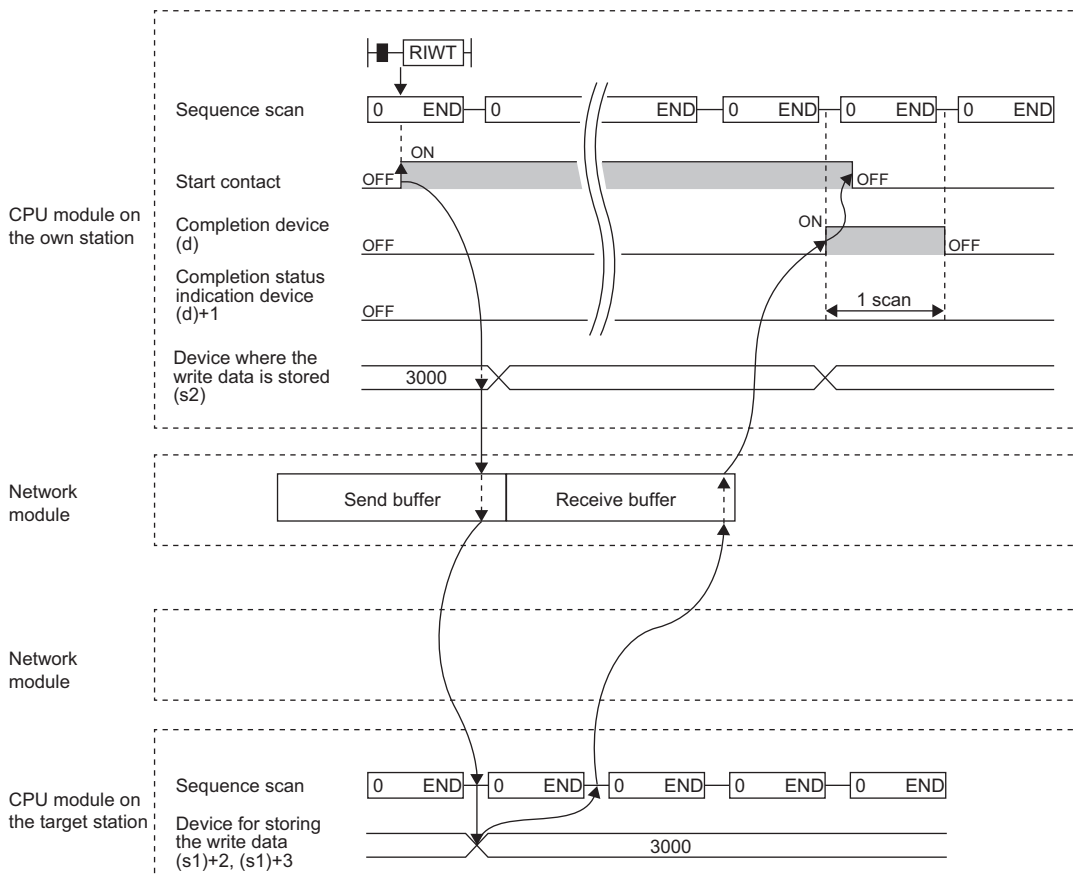 RIWT
Sequence scan
0 END 0 END 0 END 0 END 0 END
ON
Start contact
OFF OFF
CPU module on
the own station
Completion device
(d)
ON
OFF OFF
Completion status
indication device
(d)+1
1 scan
OFF
Device where the
write data is stored
(s2)
3000
Network
module
Send buffer Receive buffer
Network
module
CPU module on
the target station
Sequence scan
0 END 0 END 0 END 0 END 0 END
Device for storing
the write data
(s1)+2, (s1)+3
3000